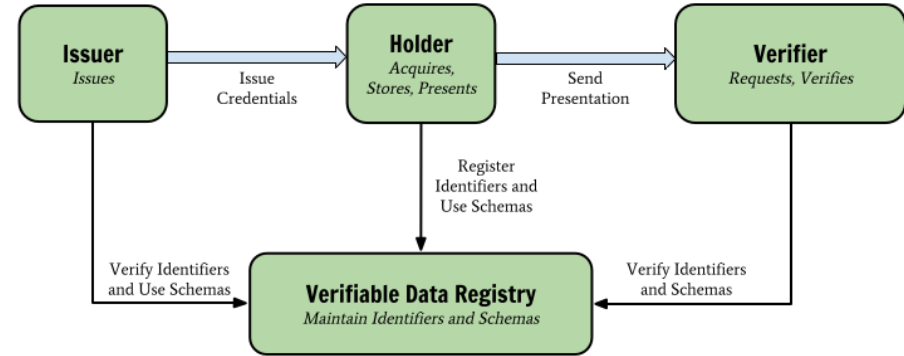 Issuer
Issues
Issue
Credentials
Holder
Acquires,
Stores, Presents
Send
Presentation
Verifier
Requests, Verifies
Register
Identifiers and
Use Schemas
Verify Identifiers
and Use Schemas
Verifiable Data Registry
Maintain Identifiers and Schemas
Verify Identifiers
and Schemas